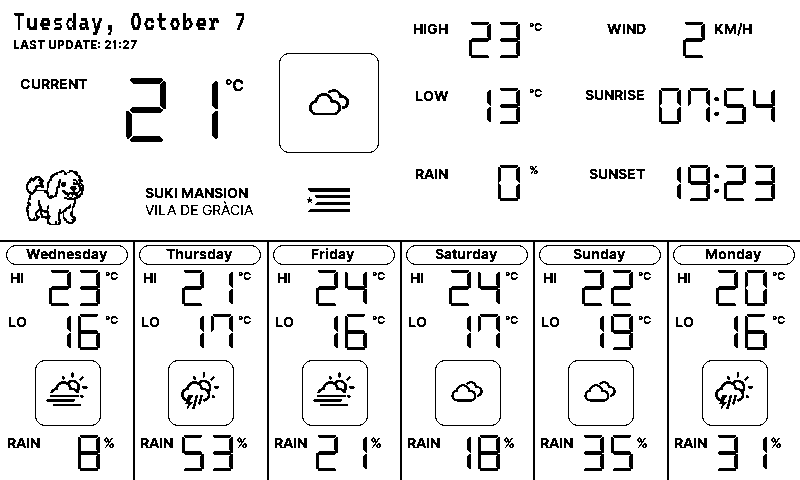 Tuesday, October 7
LAST UPDATE: 21:27
CURRENT 21 °C
HIGH 23 °C
WIND 2 KM/H
LOW 13 °C
SUNRISE 07:54
RAIN 0 %
SUNSET 19:23
SUKI MANSION
VILA DE GRÀCIA
Wednesday
HI 23 °C
LO 16 °C
RAIN 8 %
Thursday
HI 21 °C
LO 17 °C
RAIN 53 %
Friday
HI 24 °C
LO 16 °C
RAIN 21 %
Saturday
HI 24 °C
LO 17 °C
RAIN 18 %
Sunday
HI 22 °C
LO 19 °C
RAIN 35 %
Monday
HI 20 °C
LO 16 °C
RAIN 31 %